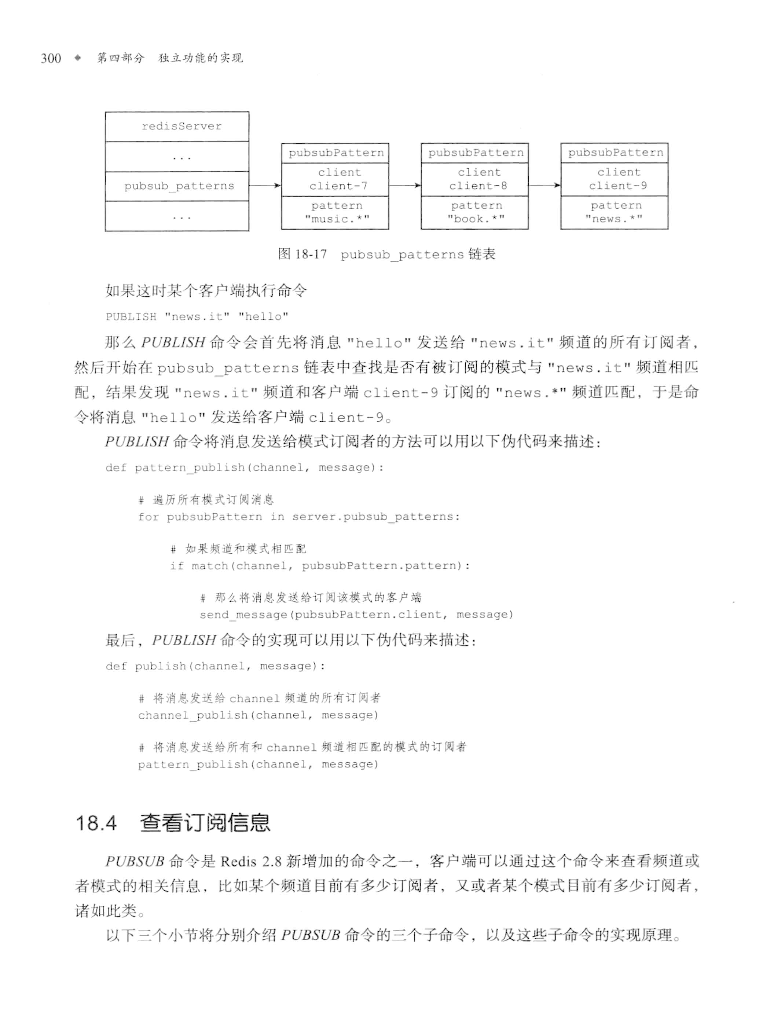 300 ◆ 第四部分 独立功能的实现
redisServer
...
pubsub_patterns
...
pubsubPattern
client
client-7
pattern
"music.*"
pubsubPattern
client
client-8
pattern
"book.*"
pubsubPattern
client
client-9
pattern
"news.*"
图 18-17 pubsub_patterns 链表
如果这时某个客户端执行命令
PUBLISH "news.it" "hello"
那么 PUBLISH 命令会首先将消息 "hello" 发送给 "news.it" 频道的所有订阅者，
然后开始在 pubsub_patterns 链表中查找是否有被订阅的模式与 "news.it" 频道相匹
配，结果发现 "news.it" 频道和客户端 client-9 订阅的 "news.*" 频道匹配，于是命
令将消息 "hello" 发送给客户端 client-9。
PUBLISH 命令将消息发送给模式订阅者的方法可以用以下伪代码来描述：
def pattern_publish(channel, message):
# 遍历所有模式订阅消息
for pubsubPattern in server.pubsub_patterns:
# 如果频道和模式相匹配
if match(channel, pubsubPattern.pattern):
# 那么将消息发送给订阅该模式的客户端
send_message(pubsubPattern.client, message)
最后，PUBLISH 命令的实现可以用以下伪代码来描述：
def publish(channel, message):
# 将消息发送给 channel 频道的所有订阅者
channel_publish(channel, message)
# 将消息发送给所有和 channel 频道相匹配的模式的订阅者
pattern_publish(channel, message)
18.4 查看订阅信息
PUBSUB 命令是 Redis 2.8 新增加的命令之一，客户端可以通过这个命令来查看频道或
者模式的相关信息，比如某个频道目前有多少订阅者，又或者某个模式目前有多少订阅者，
诸如此类。
以下三个小节将分别介绍 PUBSUB 命令的三个子命令，以及这些子命令的实现原理。